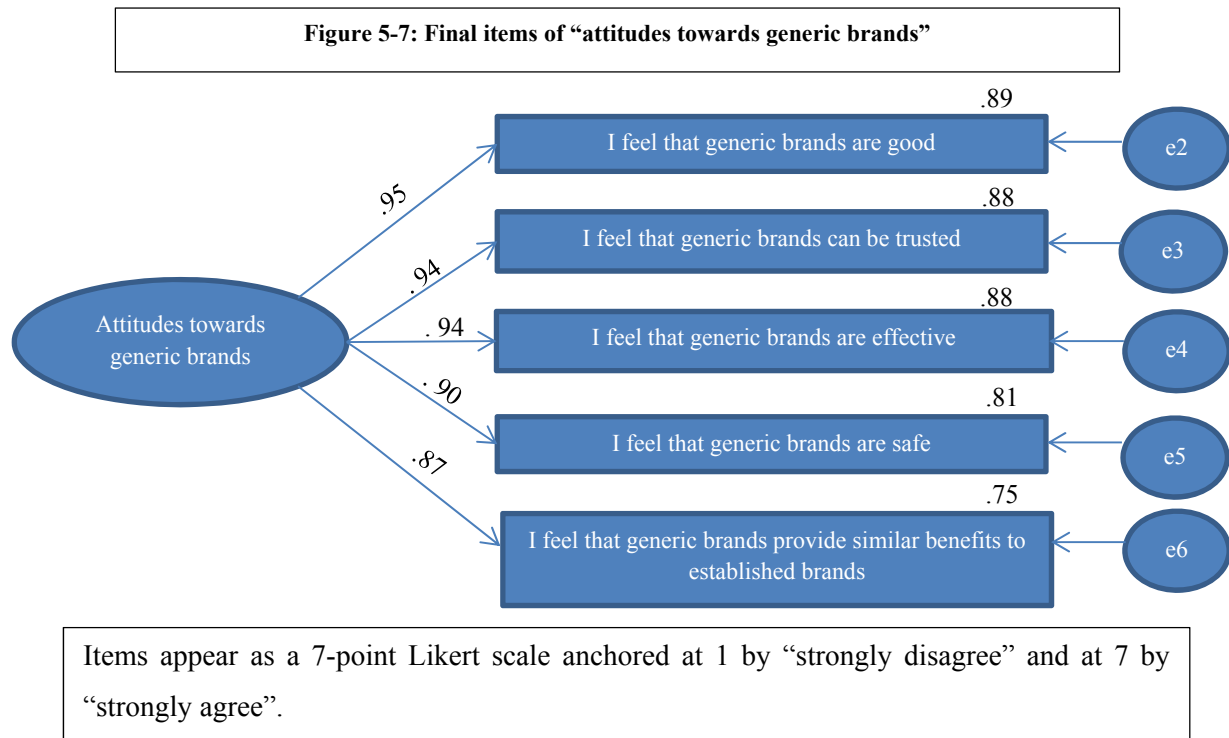 Figure 5-7: Final items of “attitudes towards generic brands”
.89
I feel that generic brands are good
e2
.95
.88
I feel that generic brands can be trusted
e3
.94
.88
Attitudes towards
generic brands
. 94
I feel that generic brands are effective
e4
. 90
.81
I feel that generic brands are safe
e5
.87
.75
I feel that generic brands provide similar benefits to
established brands
e6
Items appear as a 7-point Likert scale anchored at 1 by “strongly disagree” and at 7 by
“strongly agree”.